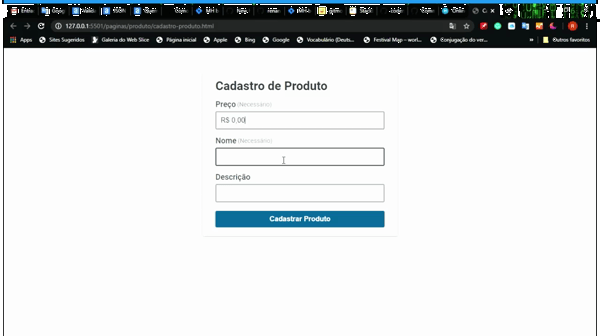 127.0.0.1:5501/paginas/produto/cadastro-produto.html
Apps Sites Sugeridos Galeria do Web Slice Página inicial Apple Bing Google Vocabulário (Deuts... Festival Map – worl... Conjugação do ver... » Outros favoritos
Cadastro de Produto
Preço (Necessário)
R$ 0,00
Nome (Necessário)
Descrição
Cadastrar Produto